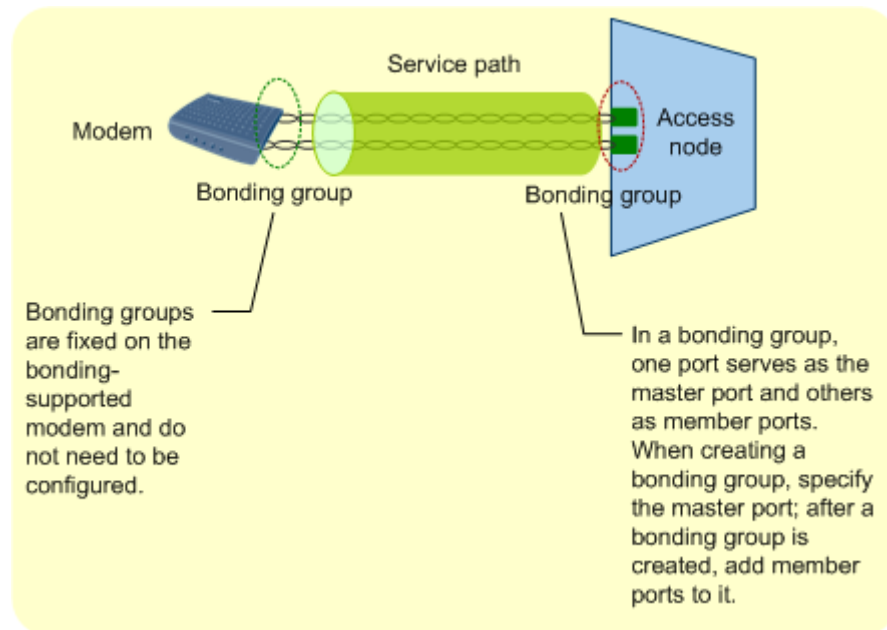 Service path
Modem
Access
node
Bonding group
Bonding group
Bonding groups
are fixed on the
bonding-
supported
modem and do
not need to be
configured.
In a bonding group,
one port serves as the
master port and others
as member ports.
When creating a
bonding group, specify
the master port; after a
bonding group is
created, add member
ports to it.